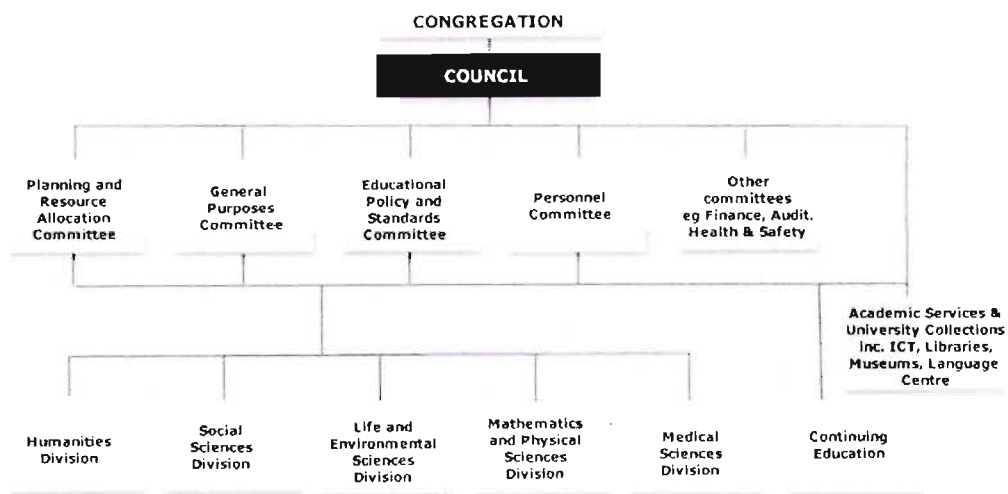 CONGREGATION
COUNCIL
Planning and
Resource
Allocation
Committee
General
Purposes
Committee
Educational
Policy and
Standards
Committee
Personnel
Committee
Other
committees
eg Finance, Audit.
Health & Safety
Academic Services &
University Collections
inc. ICT, Libraries,
Museums, Language
Centre
Humanities
Division
Social
Sciences
Division
Life and
Environmental
Sciences
Division
Mathematics
and Physical
Sciences
Division
Medical
Sciences
Division
Continuing
Education